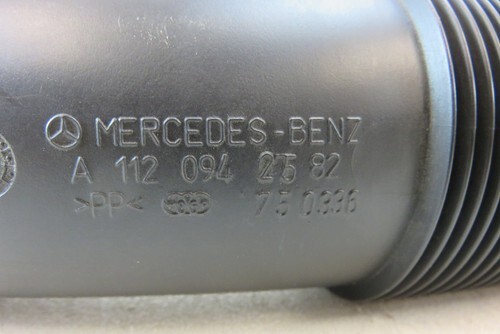 MERCEDES-BENZ
A 112 094 82
>PP<